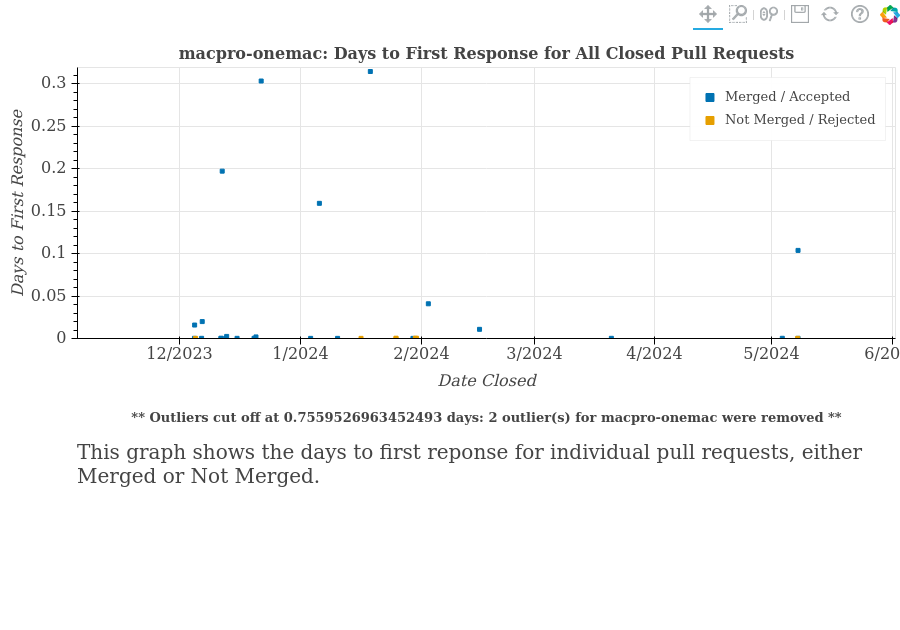 macpro-onemac: Days to First Response for All Closed Pull Requests
Merged / Accepted
Not Merged / Rejected
Days to First Response
0.3
0.25
0.2
0.15
0.1
0.05
0
12/2023
1/2024
2/2024
3/2024
4/2024
5/2024
6/20
Date Closed
** Outliers cut off at 0.7559526963452493 days: 2 outlier(s) for macpro-onemac were removed **
This graph shows the days to first reponse for individual pull requests, either
Merged or Not Merged.